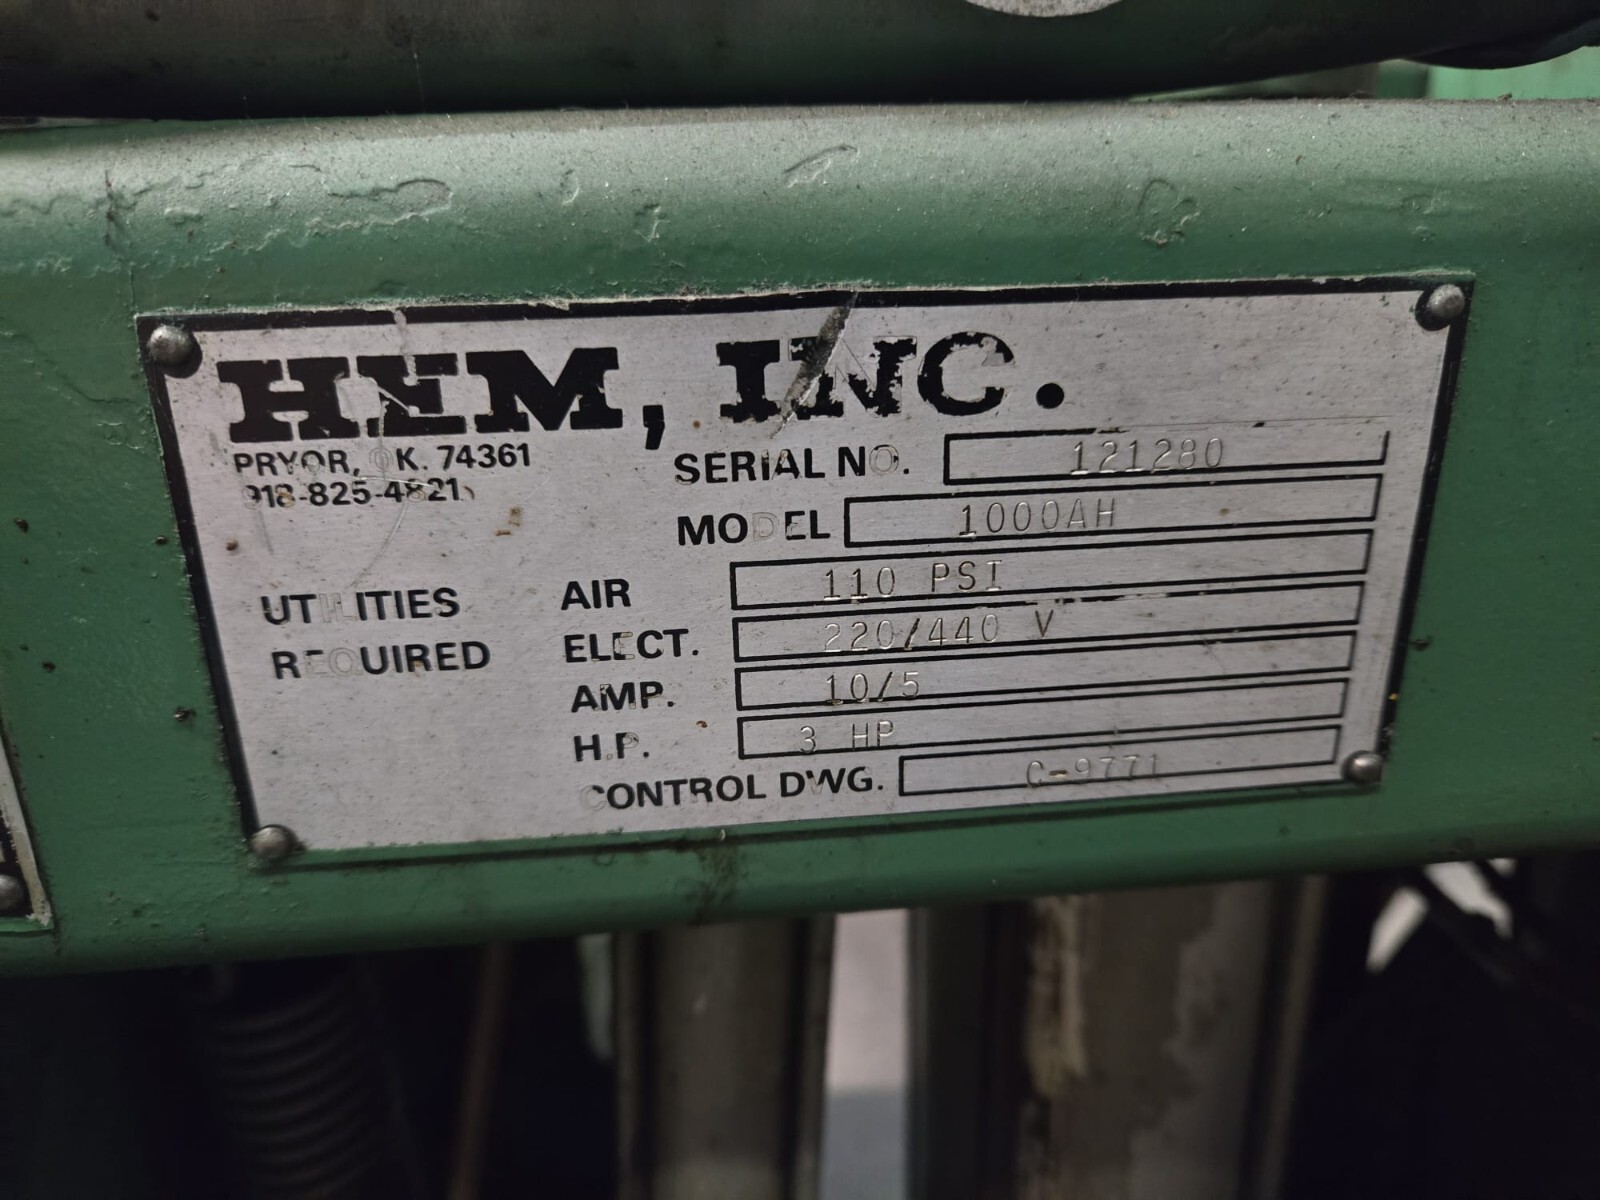 HEM, INC.
PRYOR, OK. 74361
918-825-4821
SERIAL NO. 121280
MODEL 1000AH
UTILITIES REQUIRED
AIR 110 PSI
ELECT. 220/440 V
AMP. 10/5
H.P. 3 HP
CONTROL DWG. C-9771